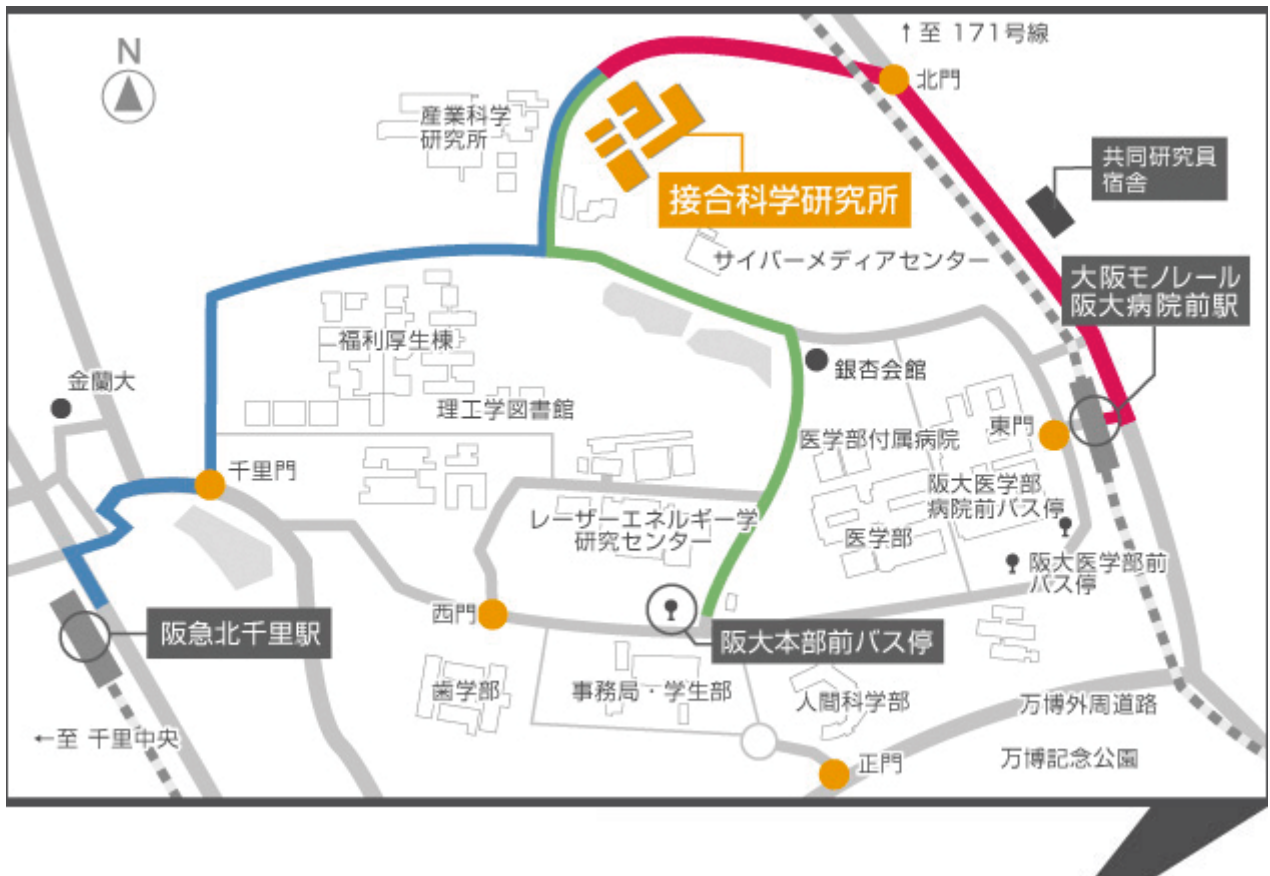 ↑至 171号線
N
北門
産業科学
研究所
共同研究員
宿舎
接合科学研究所
サイバーメディアセンター
大阪モノレール
阪大病院前駅
福利厚生棟
銀杏会館
金蘭大
理工学図書館
東門
医学部付属病院
千里門
阪大医学部
病院前バス停
レーザーエネルギー学
研究センター
医学部
阪大医学部前
バス停
西門
阪急北千里駅
阪大本部前バス停
歯学部
事務局・学生部
人間科学部
万博外周道路
←至 千里中央
万博記念公園
正門